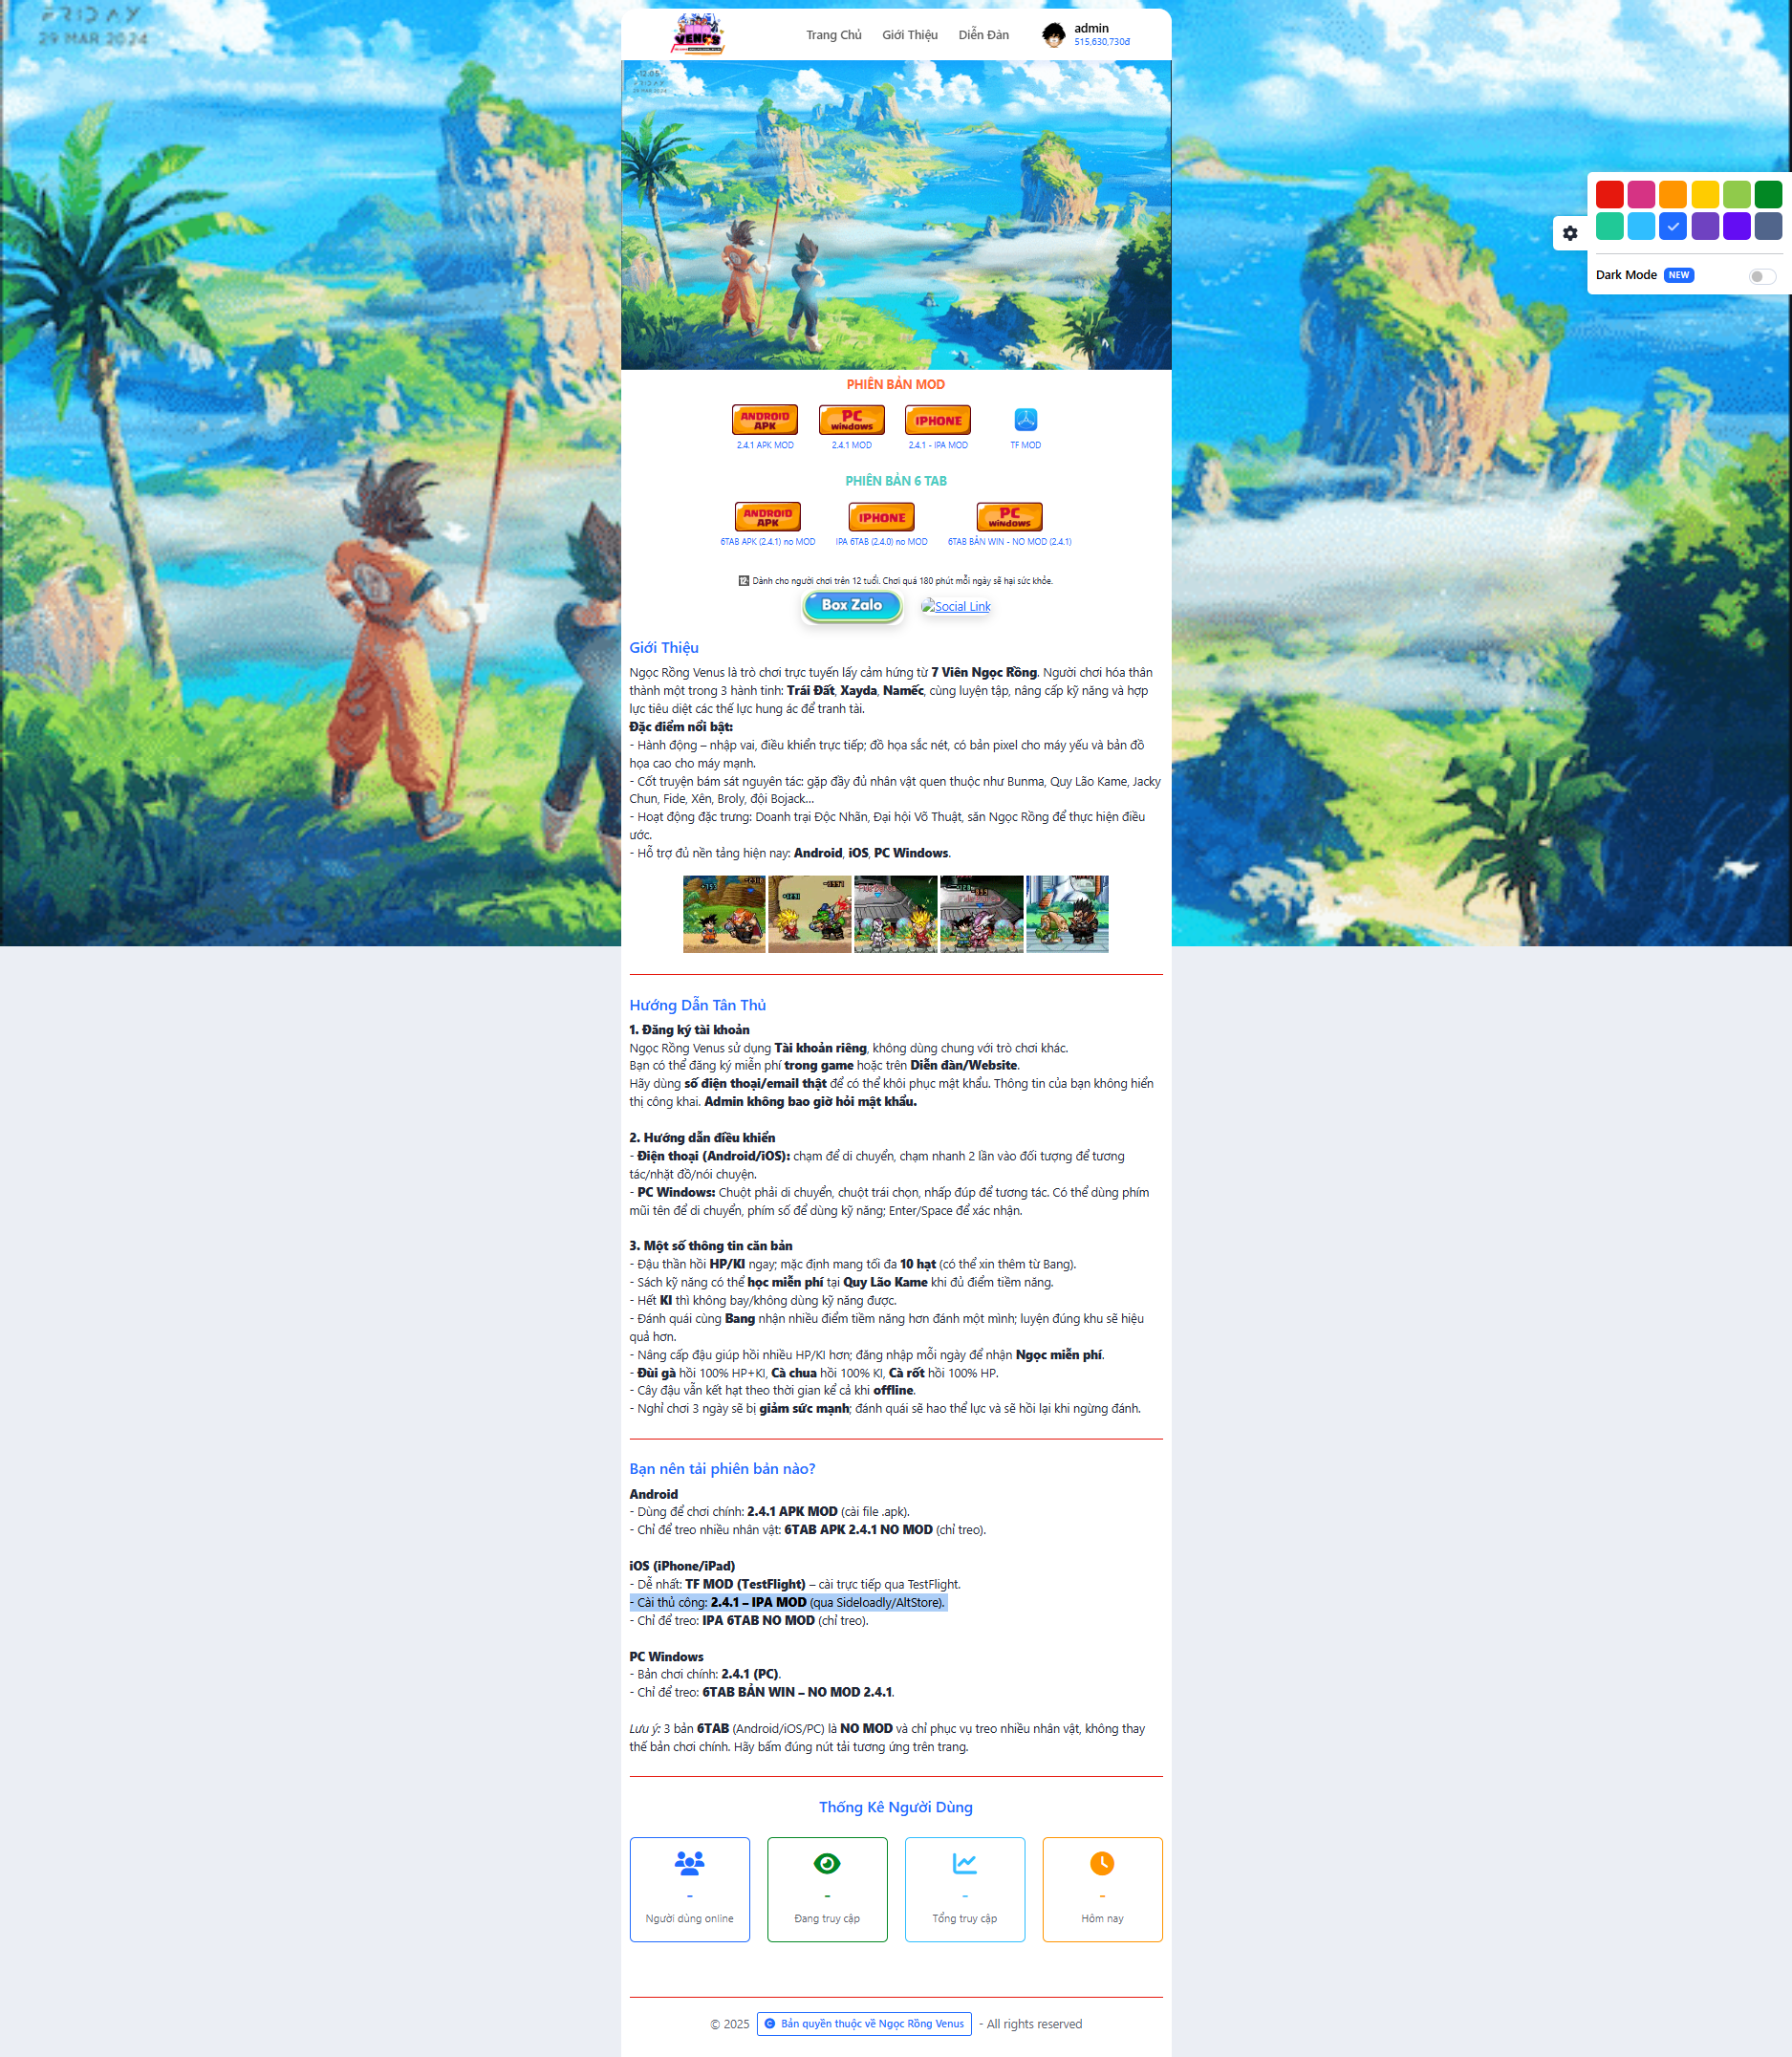 FRIDAY
29 MAR 2024
VENUS
Trang Chủ
Giới Thiệu
Diễn Đàn
admin
515,630,730đ
12:05
FRIDAY
29 MAR 2024
Dark Mode NEW
PHIÊN BẢN MOD
ANDROID APK
PC WINDOWS
IPHONE
2.4.1 APK MOD
2.4.1 MOD
2.4.1 - IPA MOD
TF MOD
PHIÊN BẢN 6 TAB
ANDROID APK
IPHONE
PC WINDOWS
6TAB APK (2.4.1) no MOD
IPA 6TAB (2.4.0) no MOD
6TAB BẢN WIN - NO MOD (2.4.1)
12 Dành cho người chơi trên 12 tuổi. Chơi quá 180 phút mỗi ngày sẽ hại sức khỏe.
Box Zalo
Social Link
Giới Thiệu
Ngọc Rồng Venus là trò chơi trực tuyến lấy cảm hứng từ 7 Viên Ngọc Rồng. Người chơi hóa thân
thành một trong 3 hành tinh: Trái Đất, Xayda, Namếc, cùng luyện tập, nâng cấp kỹ năng và hợp
lực tiêu diệt các thế lực hung ác để tranh tài.
Đặc điểm nổi bật:
- Hành động – nhập vai, điều khiển trực tiếp; đồ họa sắc nét, có bản pixel cho máy yếu và bản đồ
họa cao cho máy mạnh.
- Cốt truyện bám sát nguyên tác: gặp đầy đủ nhân vật quen thuộc như Bunma, Quy Lão Kame, Jacky
Chun, Fide, Xên, Broly, đội Bojack...
- Hoạt động đặc trưng: Doanh trại Độc Nhãn, Đại hội Võ Thuật, săn Ngọc Rồng để thực hiện điều
ước.
- Hỗ trợ đủ nền tảng hiện nay: Android, iOS, PC Windows.
Hướng Dẫn Tân Thủ
1. Đăng ký tài khoản
Ngọc Rồng Venus sử dụng Tài khoản riêng, không dùng chung với trò chơi khác.
Bạn có thể đăng ký miễn phí trong game hoặc trên Diễn đàn/Website.
Hãy dùng số điện thoại/email thật để có thể khôi phục mật khẩu. Thông tin của bạn không hiển
thị công khai. Admin không bao giờ hỏi mật khẩu.
2. Hướng dẫn điều khiển
- Điện thoại (Android/iOS): chạm để di chuyển, chạm nhanh 2 lần vào đối tượng để tương
tác/nhặt đồ/nói chuyện.
- PC Windows: Chuột phải di chuyển, chuột trái chọn, nhấp đúp để tương tác. Có thể dùng phím
mũi tên để di chuyển, phím số để dùng kỹ năng; Enter/Space để xác nhận.
3. Một số thông tin căn bản
- Đậu thần hồi HP/KI ngay; mặc định mang tối đa 10 hạt (có thể xin thêm từ Bang).
- Sách kỹ năng có thể học miễn phí tại Quy Lão Kame khi đủ điểm tiềm năng.
- Hết KI thì không bay/không dùng kỹ năng được.
- Đánh quái cùng Bang nhận nhiều điểm tiềm năng hơn đánh một mình; luyện đúng khu sẽ hiệu
quả hơn.
- Nâng cấp đậu giúp hồi nhiều HP/KI hơn; đăng nhập mỗi ngày để nhận Ngọc miễn phí.
- Đùi gà hồi 100% HP+KI, Cà chua hồi 100% KI, Cà rốt hồi 100% HP.
- Cây đậu vẫn kết hạt theo thời gian kể cả khi offline.
- Nghỉ chơi 3 ngày sẽ bị giảm sức mạnh; đánh quái sẽ hao thể lực và sẽ hồi lại khi ngừng đánh.
Bạn nên tải phiên bản nào?
Android
- Dùng để chơi chính: 2.4.1 APK MOD (cài file .apk).
- Chỉ để treo nhiều nhân vật: 6TAB APK 2.4.1 NO MOD (chỉ treo).
iOS (iPhone/iPad)
- Dễ nhất: TF MOD (TestFlight) – cài trực tiếp qua TestFlight.
- Cài thủ công: 2.4.1 – IPA MOD (qua Sideloadly/AltStore).
- Chỉ để treo: IPA 6TAB NO MOD (chỉ treo).
PC Windows
- Bản chơi chính: 2.4.1 (PC).
- Chỉ để treo: 6TAB BẢN WIN – NO MOD 2.4.1.
Lưu ý: 3 bản 6TAB (Android/iOS/PC) là NO MOD và chỉ phục vụ treo nhiều nhân vật, không thay
thế bản chơi chính. Hãy bấm đúng nút tải tương ứng trên trang.
Thống Kê Người Dùng
-
-
-
-
Người dùng online
Đang truy cập
Tổng truy cập
Hôm nay
© 2025 Bản quyền thuộc về Ngọc Rồng Venus - All rights reserved